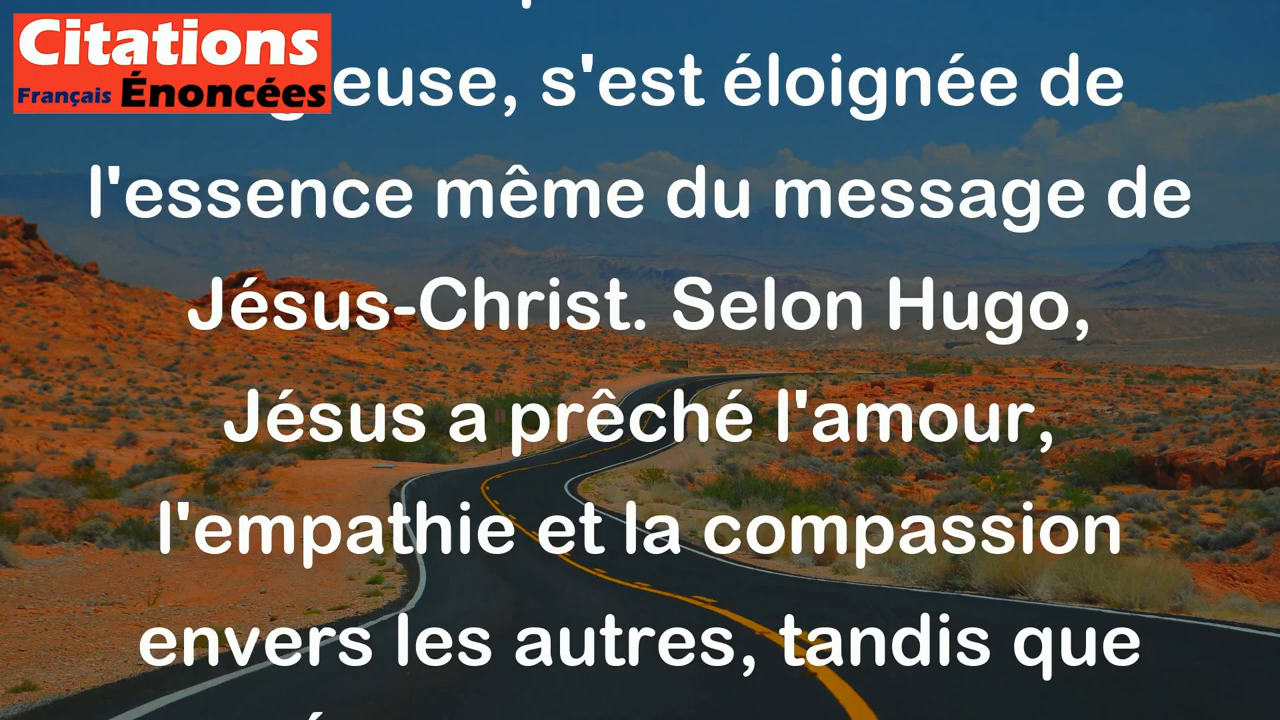 Citations
Français Énoncées
s'est éloignée de
l'essence même du message de
Jésus-Christ. Selon Hugo,
Jésus a prêché l'amour,
l'empathie et la compassion
envers les autres, tandis que